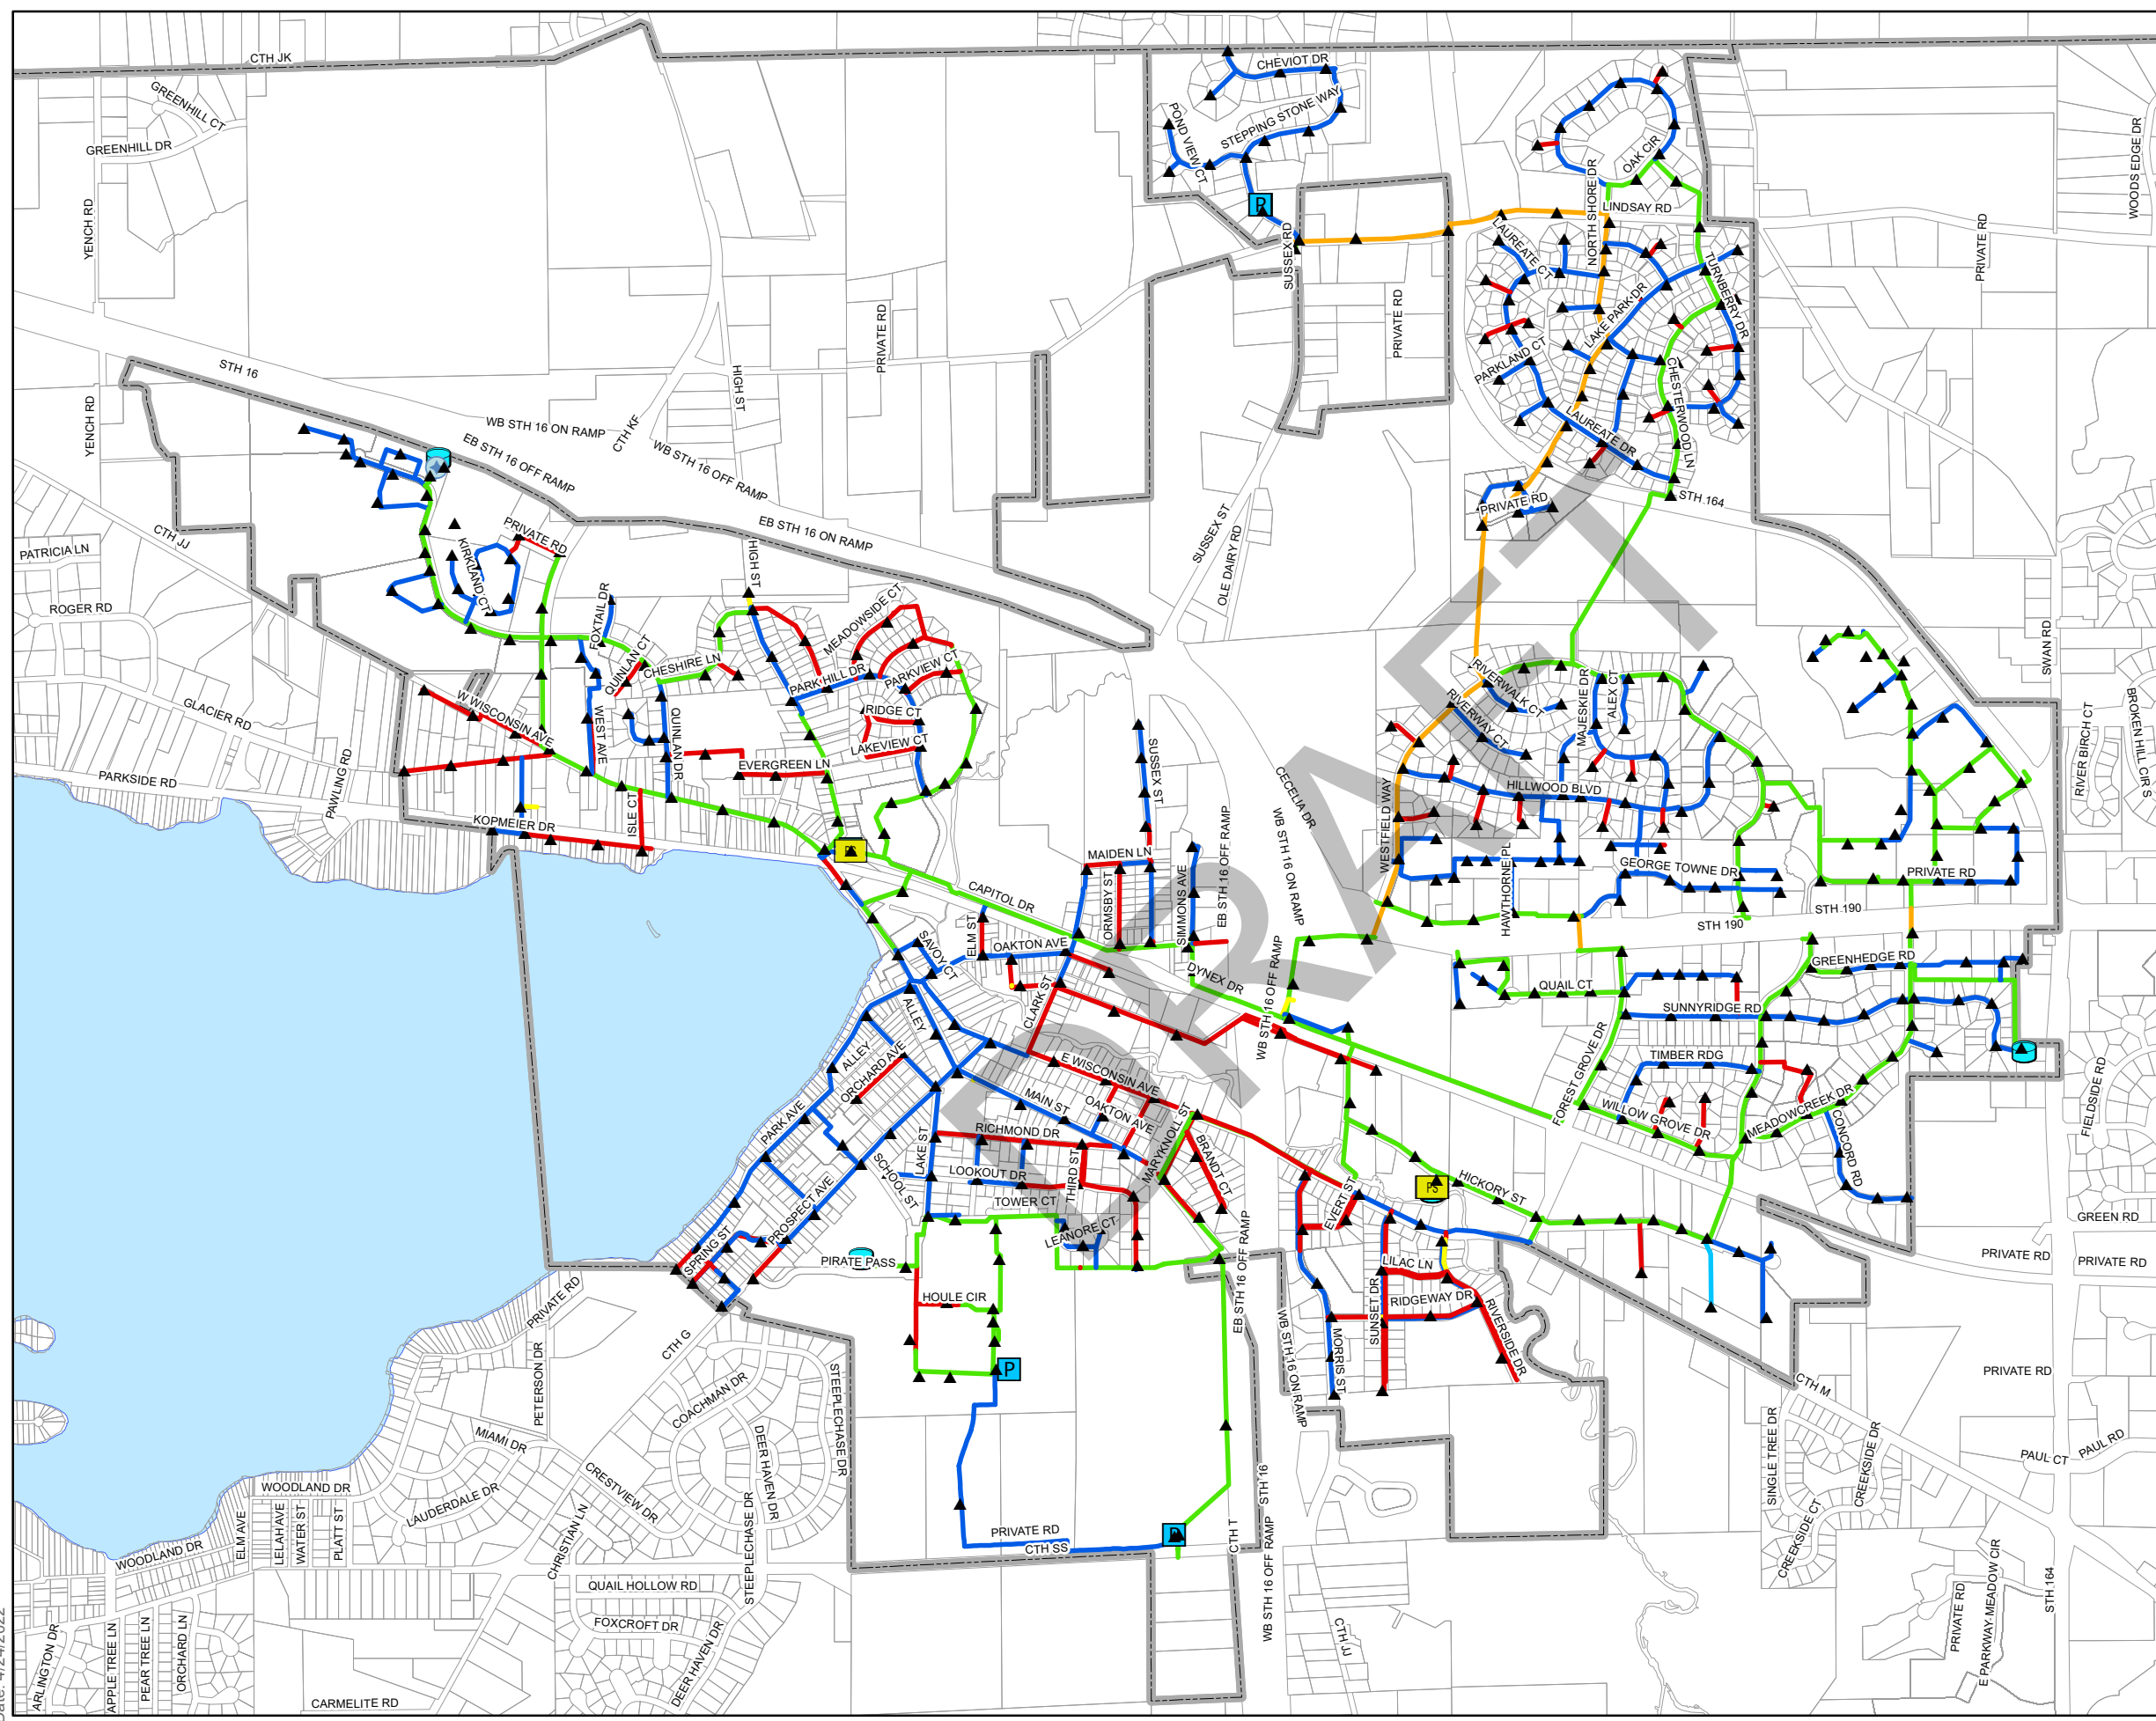 CTH JK
CHEVIOT DR
GREENHILL CT
STEPPING STONE WAY
POND VIEW CT
GREENHILL DR
OAK CIR
WOODS EDGE DR
YENCH RD
NORTH SHORE DR
LINDSAY RD
SUSSEX RD
LAUREATE CT
PRIVATE RD
TURNBERRY DR
PRIVATE RD
PRIVATE RD
LAKE PARK DR
STH 16
HIGH ST
PARKLAND CT
CHESTERWOOD LN
YENCH RD
WB STH 16 ON RAMP
CTH KF
LAUREATE DR
EB STH 16 OFF RAMP
WB STH 16 OFF RAMP
PRIVATE RD
STH 164
CTH JJ
PRIVATE RD
EB STH 16 ON RAMP
SUSSEX ST
PATRICIA LN
KIRKLAND CT
HIGH ST
OLE DAIRY RD
ROGER RD
FOXTAIL DR
MEADOWSIDE CT
SWAN RD
QUINLAN CT
CHESHIRE LN
PARK HILL DR
PARKVIEW CT
RIVERWALK CT
MAJESKIE DR
ALEX CT
GLACIER RD
W WISCONSIN AVE
WEST AVE
QUINLAN DR
RIDGE CT
RIVERWAY CT
LAKEVIEW CT
RIVER BIRCH CT
BROKEN HILL CIR S
PARKSIDE RD
PAWLING RD
EVERGREEN LN
SUSSEX ST
CECELIA DR
HILLWOOD BLVD
KOPMEIER DR
ISLE CT
MAIDEN LN
EB STH 16 OFF RAMP
WB STH 16 ON RAMP
WESTFIELD WAY
PS
GEORGE TOWNE DR
PRIVATE RD
CAPITOL DR
ORMSBY ST
SIMMONS AVE
HAWTHORNE PL
STH 190
STH 190
SAVOY CT
ELM ST
OAKTON AVE
GREENHEDGE RD
DYNEX DR
QUAIL CT
SUNNYRIDGE RD
ALLEY
CLARK ST
WB STH 16 OFF RAMP
ALLEY
ORCHARD AVE
E WISCONSIN AVE
FOREST GROVE DR
TIMBER RDG
FIELDSIDE RD
PARK AVE
MAIN ST
OAKTON AVE
WILLOW GROVE DR
MEADOWCREEK DR
RICHMOND DR
MARYKNOLL ST
BRANDT CT
CONCORD RD
LAKE ST
SCHOOL ST
LOOKOUT DR
THIRD ST
PS
HICKORY ST
PROSPECT AVE
TOWER CT
EVERT ST
GREEN RD
LEANORE CT
SPRING ST
PIRATE PASS
EB STH 16 OFF RAMP
LILAC LN
PRIVATE RD
PRIVATE RD
PRIVATE RD
HOULE CIR
SUNSET DR
RIDGEWAY DR
RIVERSIDE DR
CTH G
WB STH 16 ON RAMP
MORRIS ST
PETERSON DR
P
STEEPLECHASE DR
COACHMAN DR
CTH M
PRIVATE RD
MIAMI DR
DEER HAVEN DR
SINGLE TREE DR
CREEKSIDE DR
PAUL CT
PAUL RD
WOODLAND DR
LAUDERDALE DR
CRESTVIEW DR
STH 16
ELM AVE
LELAH AVE
WATER ST
PLATT ST
CHRISTIAN LN
STEEPLECHASE DR
PRIVATE RD
CTH SS
CTH T
WB STH 16 OFF RAMP
CREEKSIDE CT
WOODLAND DR
QUAIL HOLLOW RD
FOXCROFT DR
DEER HAVEN DR
WB STH 16
CTH JJ
PRIVATE RD
E PARKWAY MEADOW CIR
STH 164
ARLINGTON DR
APPLE TREE LN
PEAR TREE LN
ORCHARD LN
CARMELITE RD
DRAFT